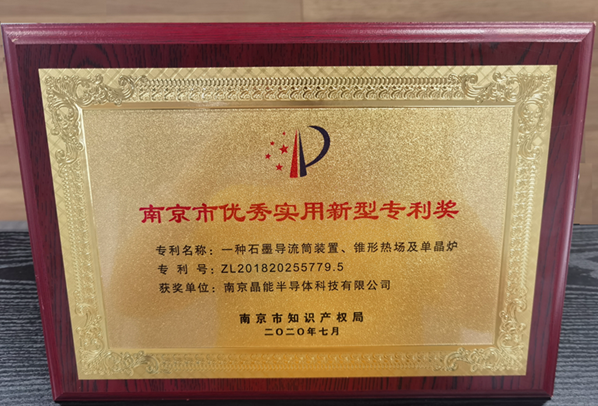 南京市优秀实用新型专利奖
专利名称：一种石墨导流筒装置、锥形热场及单晶炉
专利号：ZL201820255779.5
获奖单位：南京晶能半导体科技有限公司
南京市知识产权局
二〇二〇年七月